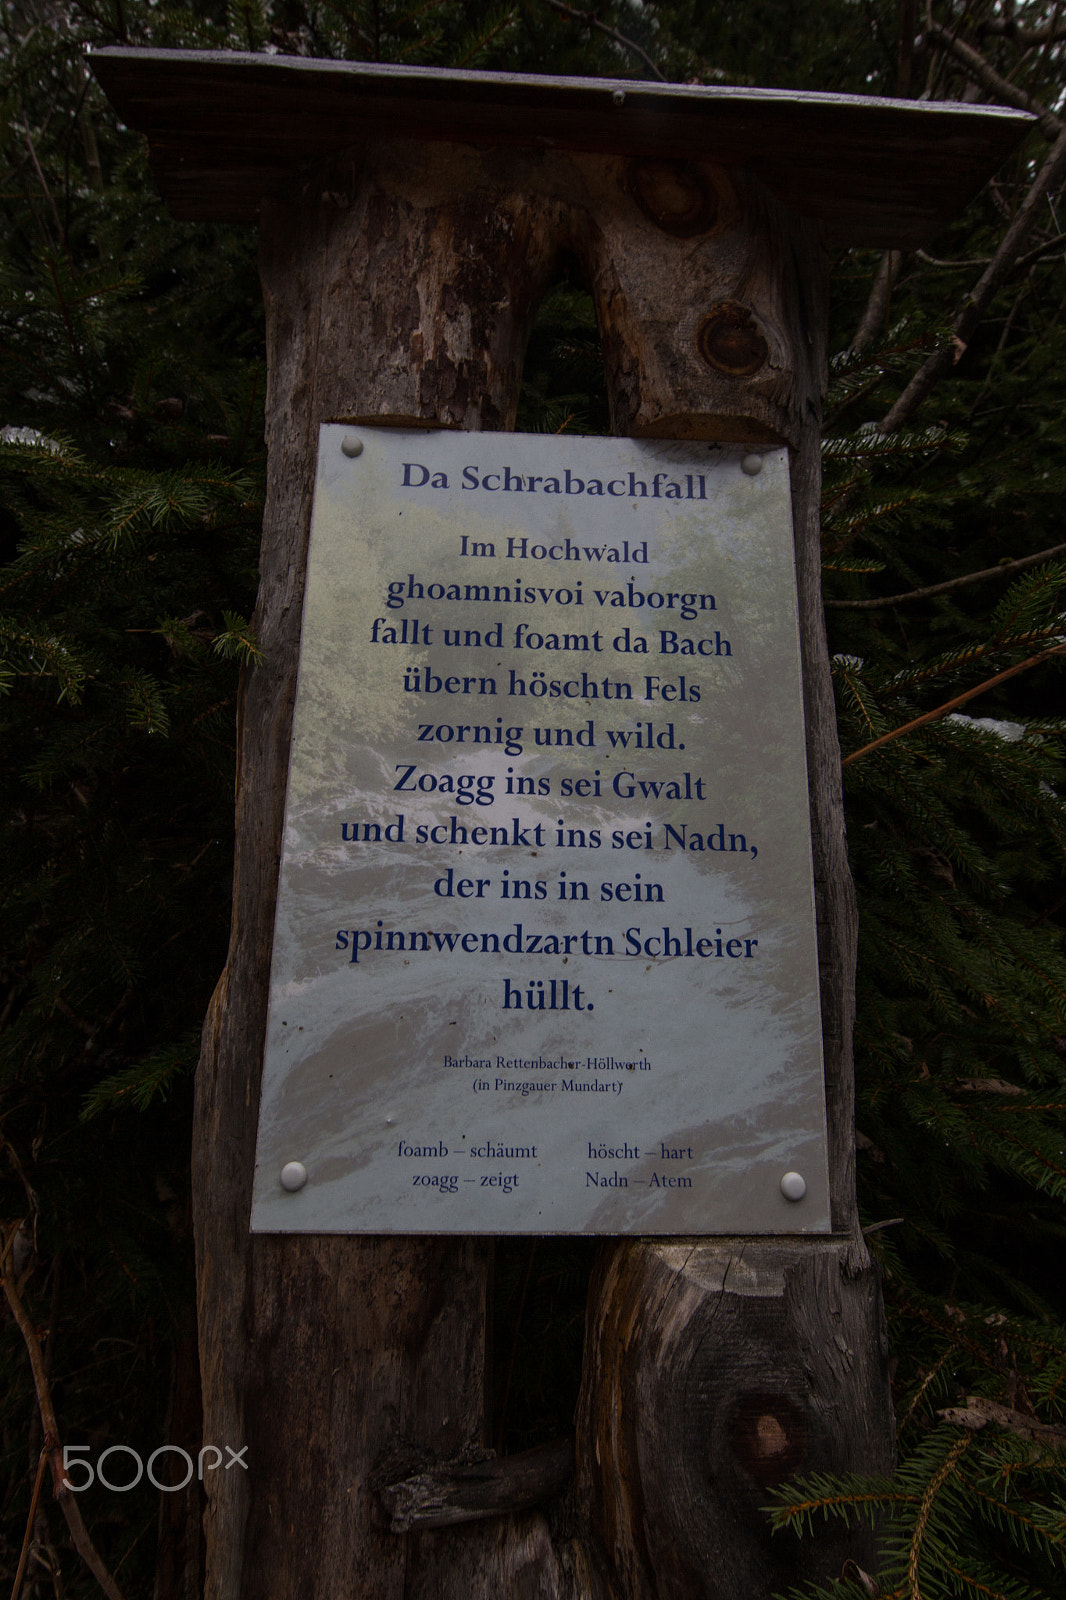 Da Schrabachfall
Im Hochwald
ghoamnisvoi vaborgn
fallt und foamt da Bach
übern höschtn Fels
zornig und wild.
Zoagg ins sei Gwalt
und schenkt ins sei Nadn,
der ins in sein
spinnwendzartn Schleier
hüllt.
Barbara Rettenbacher-Höllworth
(in Pinzgauer Mundart)
foamb – schäumt höscht – hart
zoagg – zeigt Nadn – Atem
500px